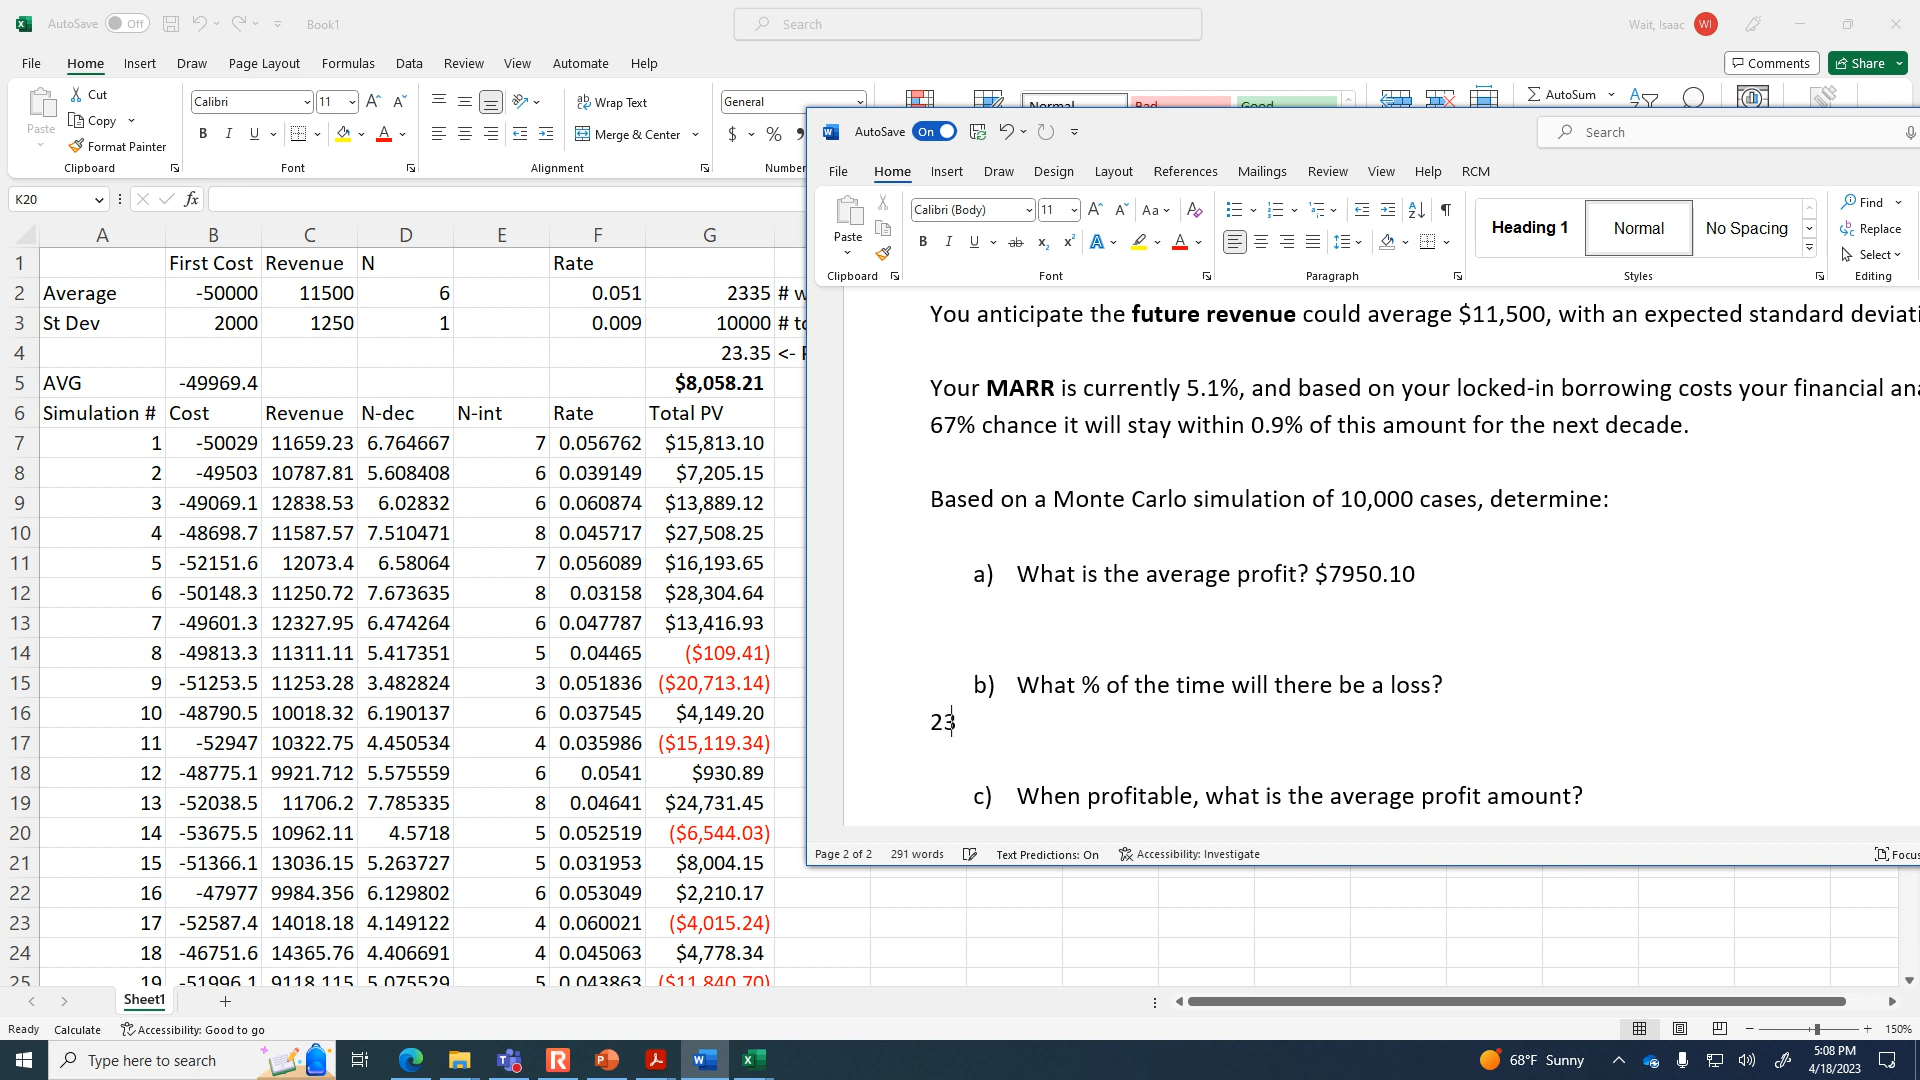 AutoSave Off Book1 Search Wait, Isaac WI
File Home Insert Draw Page Layout Formulas Data Review View Automate Help Comments Share
Paste Cut Copy Format Painter Clipboard
Calibri 11 B I U A Font
Wrap Text Merge & Center Alignment
General $ % Number
Normal Bad Good AutoSum
K20 fx
A B C D E F G
1 First Cost Revenue N Rate
2 Average -50000 11500 6 0.051 2335 # w
3 St Dev 2000 1250 1 0.009 10000 # to
4 23.35 <-
5 AVG -49969.4 $8,058.21
6 Simulation # Cost Revenue N-dec N-int Rate Total PV
7 1 -50029 11659.23 6.764667 7 0.056762 $15,813.10
8 2 -49503 10787.81 5.608408 6 0.039149 $7,205.15
9 3 -49069.1 12838.53 6.02832 6 0.060874 $13,889.12
10 4 -48698.7 11587.57 7.510471 8 0.045717 $27,508.25
11 5 -52151.6 12073.4 6.58064 7 0.056089 $16,193.65
12 6 -50148.3 11250.72 7.673635 8 0.03158 $28,304.64
13 7 -49601.3 12327.95 6.474264 6 0.047787 $13,416.93
14 8 -49813.3 11311.11 5.417351 5 0.04465 ($109.41)
15 9 -51253.5 11253.28 3.482824 3 0.051836 ($20,713.14)
16 10 -48790.5 10018.32 6.190137 6 0.037545 $4,149.20
17 11 -52947 10322.75 4.450534 4 0.035986 ($15,119.34)
18 12 -48775.1 9921.712 5.575559 6 0.0541 $930.89
19 13 -52038.5 11706.2 7.785335 8 0.04641 $24,731.45
20 14 -53675.5 10962.11 4.5718 5 0.052519 ($6,544.03)
21 15 -51366.1 13036.15 5.263727 5 0.031953 $8,004.15
22 16 -47977 9984.356 6.129802 6 0.053049 $2,210.17
23 17 -52587.4 14018.18 4.149122 4 0.060021 ($4,015.24)
24 18 -46751.6 14365.76 4.406691 4 0.045063 $4,778.34
25 19 -51996.1 9118.115 5.075529 5 0.043863 ($11,840.70)
Sheet1
Ready Calculate Accessibility: Good to go 150%
AutoSave On Search
File Home Insert Draw Design Layout References Mailings Review View Help RCM
Paste Clipboard
Calibri (Body) 11 Aa B I U ab Font
Paragraph
Heading 1 Normal No Spacing Styles
Find Replace Select Editing
You anticipate the future revenue could average $11,500, with an expected standard deviati
Your MARR is currently 5.1%, and based on your locked-in borrowing costs your financial ana
67% chance it will stay within 0.9% of this amount for the next decade.
Based on a Monte Carlo simulation of 10,000 cases, determine:
a) What is the average profit? $7950.10
b) What % of the time will there be a loss?
23
c) When profitable, what is the average profit amount?
Page 2 of 2 291 words Text Predictions: On Accessibility: Investigate Focus
Type here to search 68°F Sunny 5:08 PM
4/18/2023